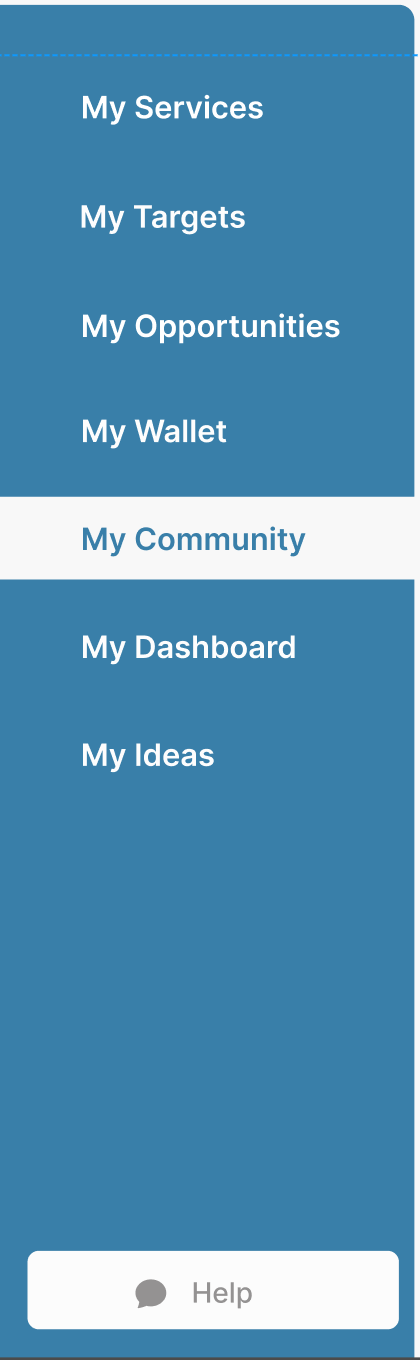 My Services
My Targets
My Opportunities
My Wallet
My Community
My Dashboard
My Ideas
Help